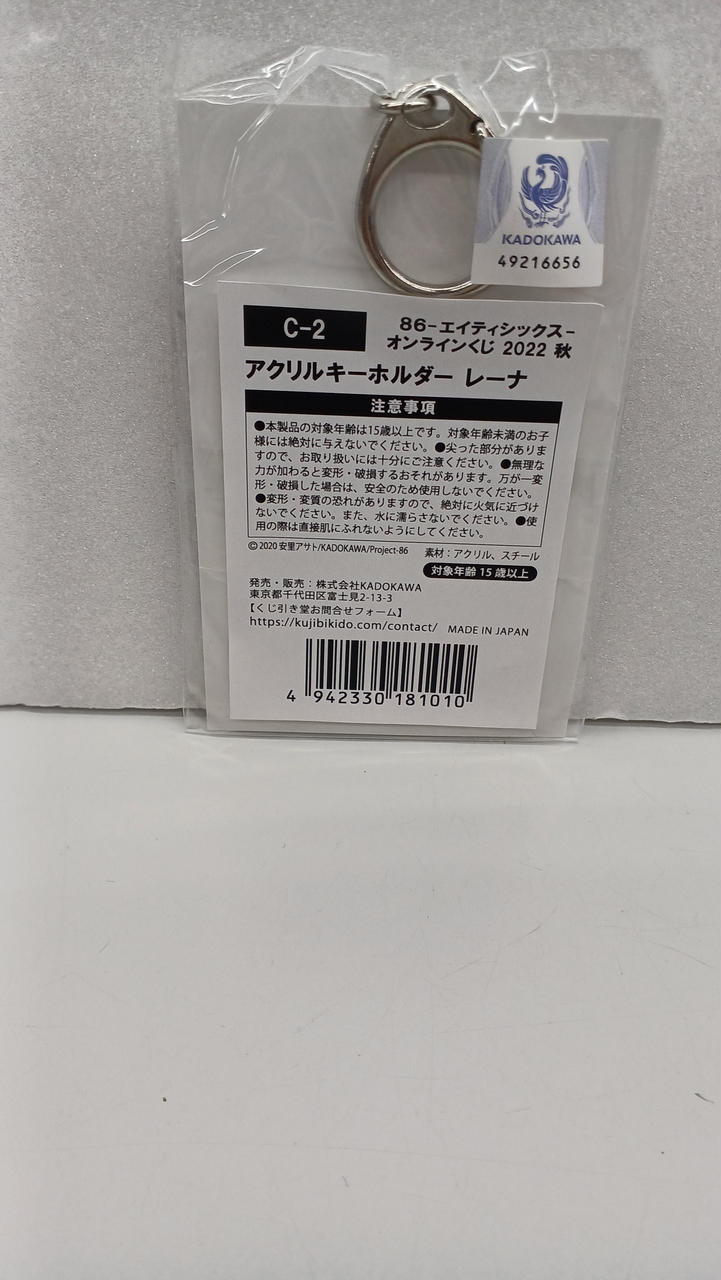 KADOKAWA
49216656
C-2
86-エイティシックス-
オンラインくじ 2022 秋
アクリルキーホルダー レーナ
注意事項
●本製品の対象年齢は15歳以上です。対象年齢未満のお子
様には絶対に与えないでください。●尖った部分がありま
すので、お取り扱いには十分にご注意ください。●無理な
力が加わると変形・破損するおそれがあります。万が一変
形・破損した場合は、安全のため使用しないでください。
●変形・変質の恐れがありますので、絶対に火気に近づけ
ないでください。また、水に濡らさないでください。●使
用の際は直接肌にふれないようにしてください。
©2020 安里アサト/KADOKAWA/Project-86 素材:アクリル、スチール
対象年齢 15 歳以上
発売・販売:株式会社KADOKAWA
東京都千代田区富士見2-13-3
【くじ引き堂お問合せフォーム】
https://kujibikido.com/contact/ MADE IN JAPAN
4 942330 181010